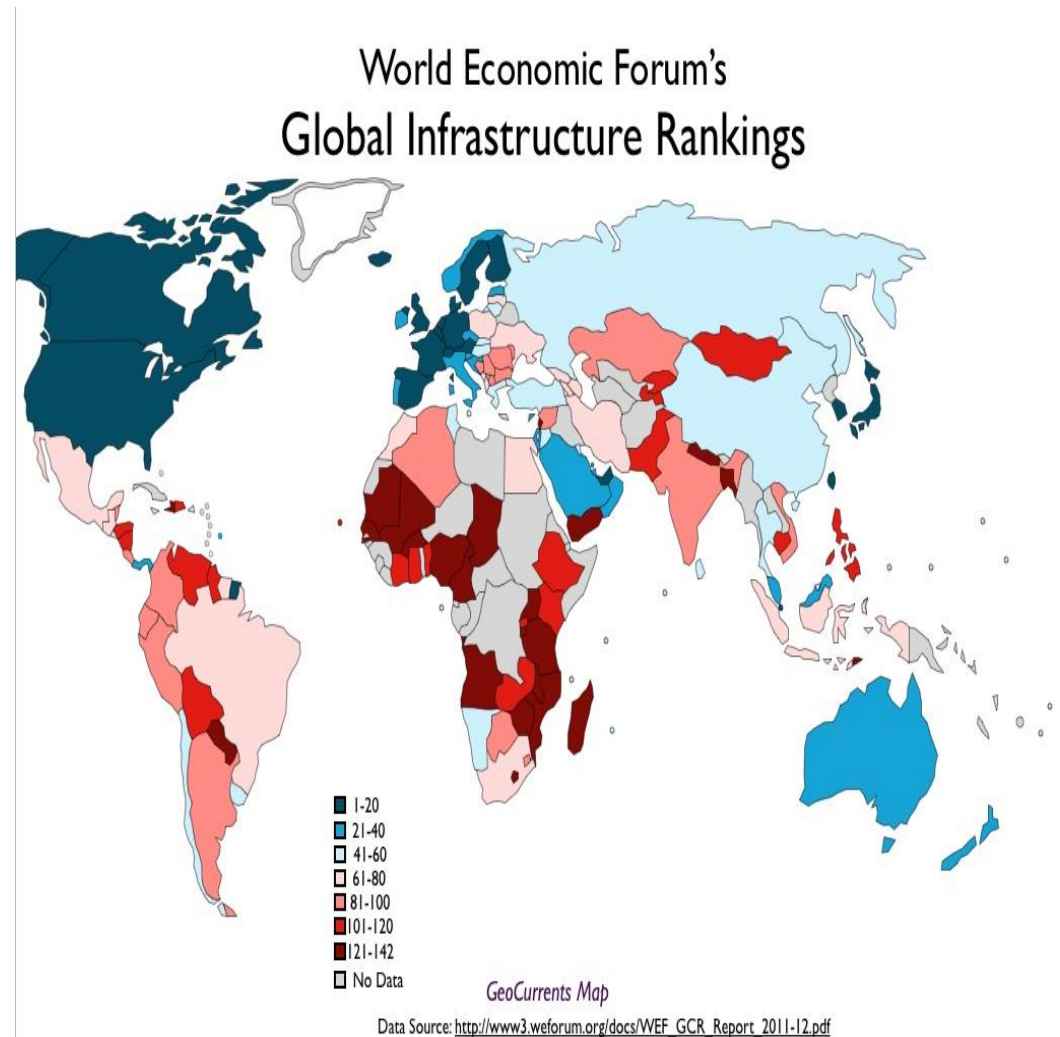 World Economic Forum's
Global Infrastructure Rankings
1-20
21-40
41-60
61-80
81-100
101-120
121-142
No Data
GeoCurrents Map
Data Source: http://www3.weforum.org/docs/WEF_GCR_Report_2011-12.pdf